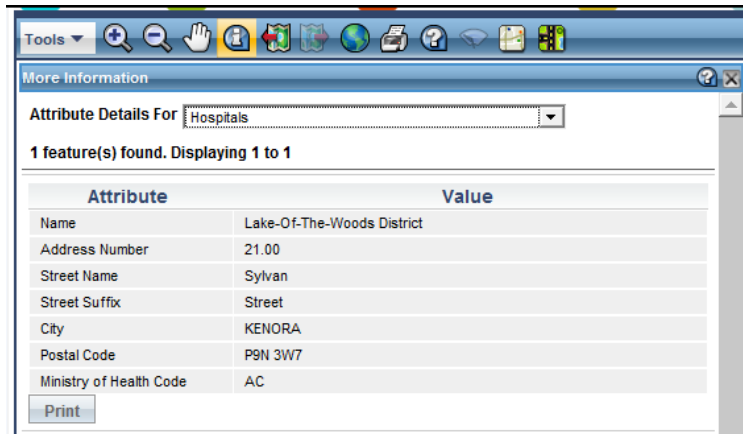 Tools
More Information
Attribute Details For Hospitals
1 feature(s) found. Displaying 1 to 1
Attribute Value
Name Lake-Of-The-Woods District
Address Number 21.00
Street Name Sylvan
Street Suffix Street
City KENORA
Postal Code P9N 3W7
Ministry of Health Code AC
Print